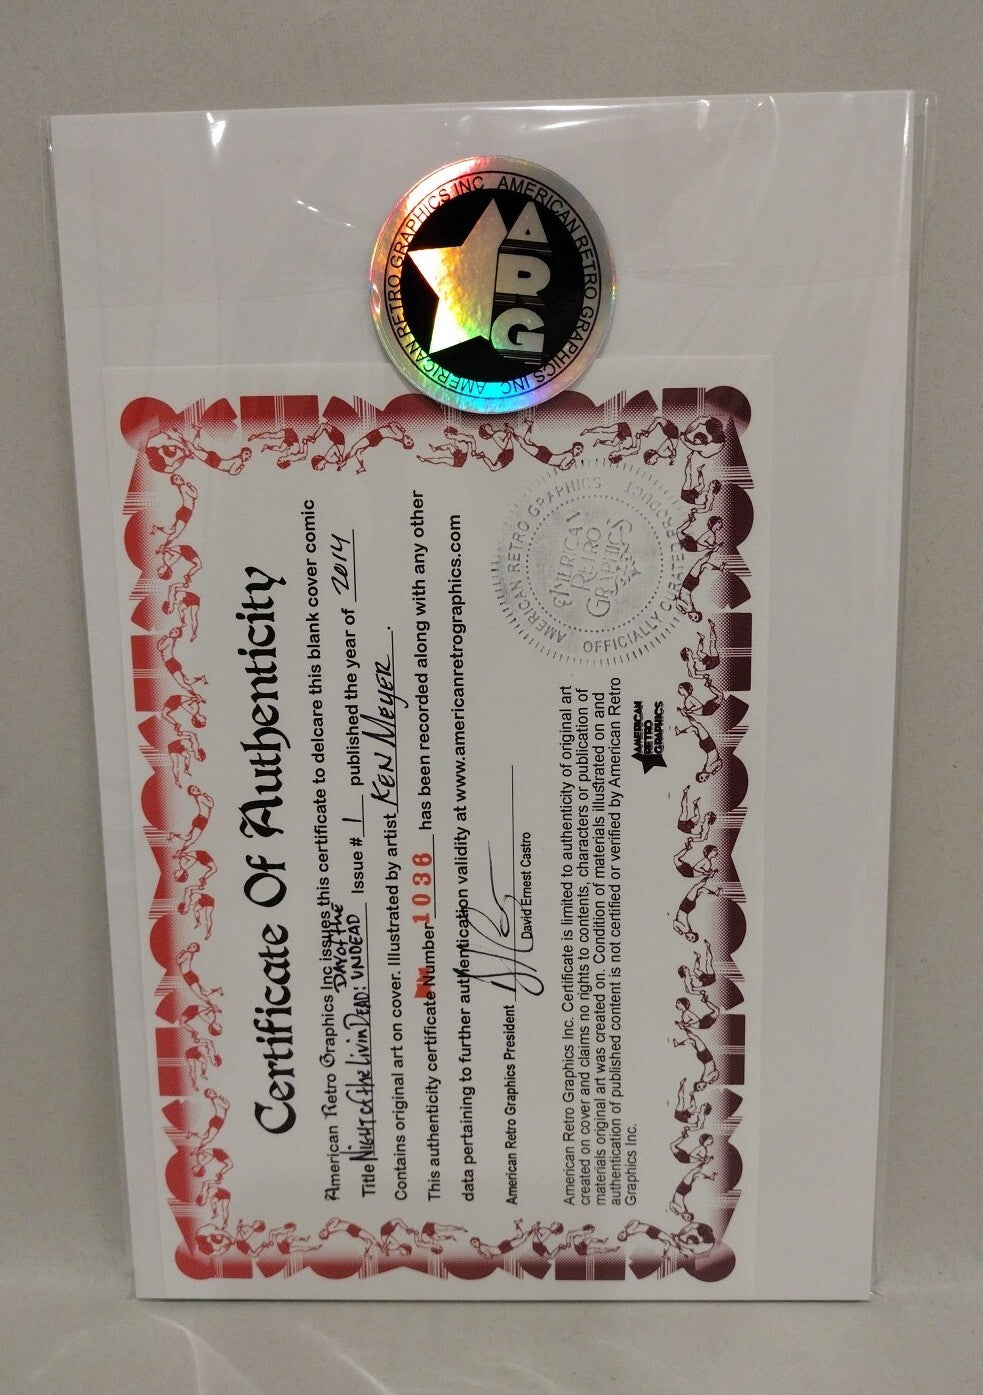 AMERICAN RETRO GRAPHICS INC AMERICAN RETRO GRAPHICS INC
ARG
Certificate Of Authenticity
American Retro Graphics Inc issues this certificate to delcare this blank cover comic
DAY of the
Title Night of the Livin Dead: UNDEAD Issue # 1 published the year of 2014
Contains original art on cover. Illustrated by artist KEN MEYER.
This authenticity certificate Number 1036 has been recorded along with any other
data pertaining to further authentication validity at www.americanretrographics.com
American Retro Graphics President
David Ernest Castro
American Retro Graphics Inc. Certificate is limited to authenticity of original art
created on cover and claims no rights to contents, characters or publication of
materials original art was created on. Condition of materials illustrated on and
authentication of published content is not certified or verified by American Retro
Graphics Inc.
AMERICAN
RETRO
GRAPHICS
AMERICAN RETRO GRAPHICS
OFFICIALLY CURATED PRODUCT
AMERICAN
RETRO
GRAPHICS